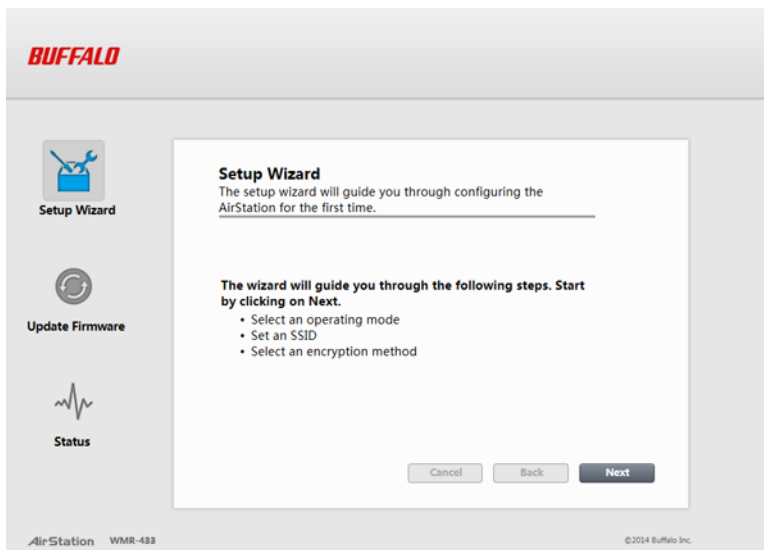 BUFFALO
Setup Wizard
Update Firmware
Status
Setup Wizard
The setup wizard will guide you through configuring the
AirStation for the first time.
The wizard will guide you through the following steps. Start
by clicking on Next.
• Select an operating mode
• Set an SSID
• Select an encryption method
Cancel Back Next
AirStation WMR-433
©2014 Buffalo Inc.